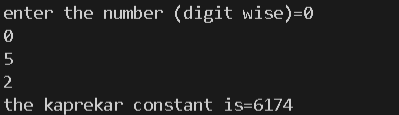 enter the number (digit wise)=0
0
5
2
the kaprekar constant is=6174